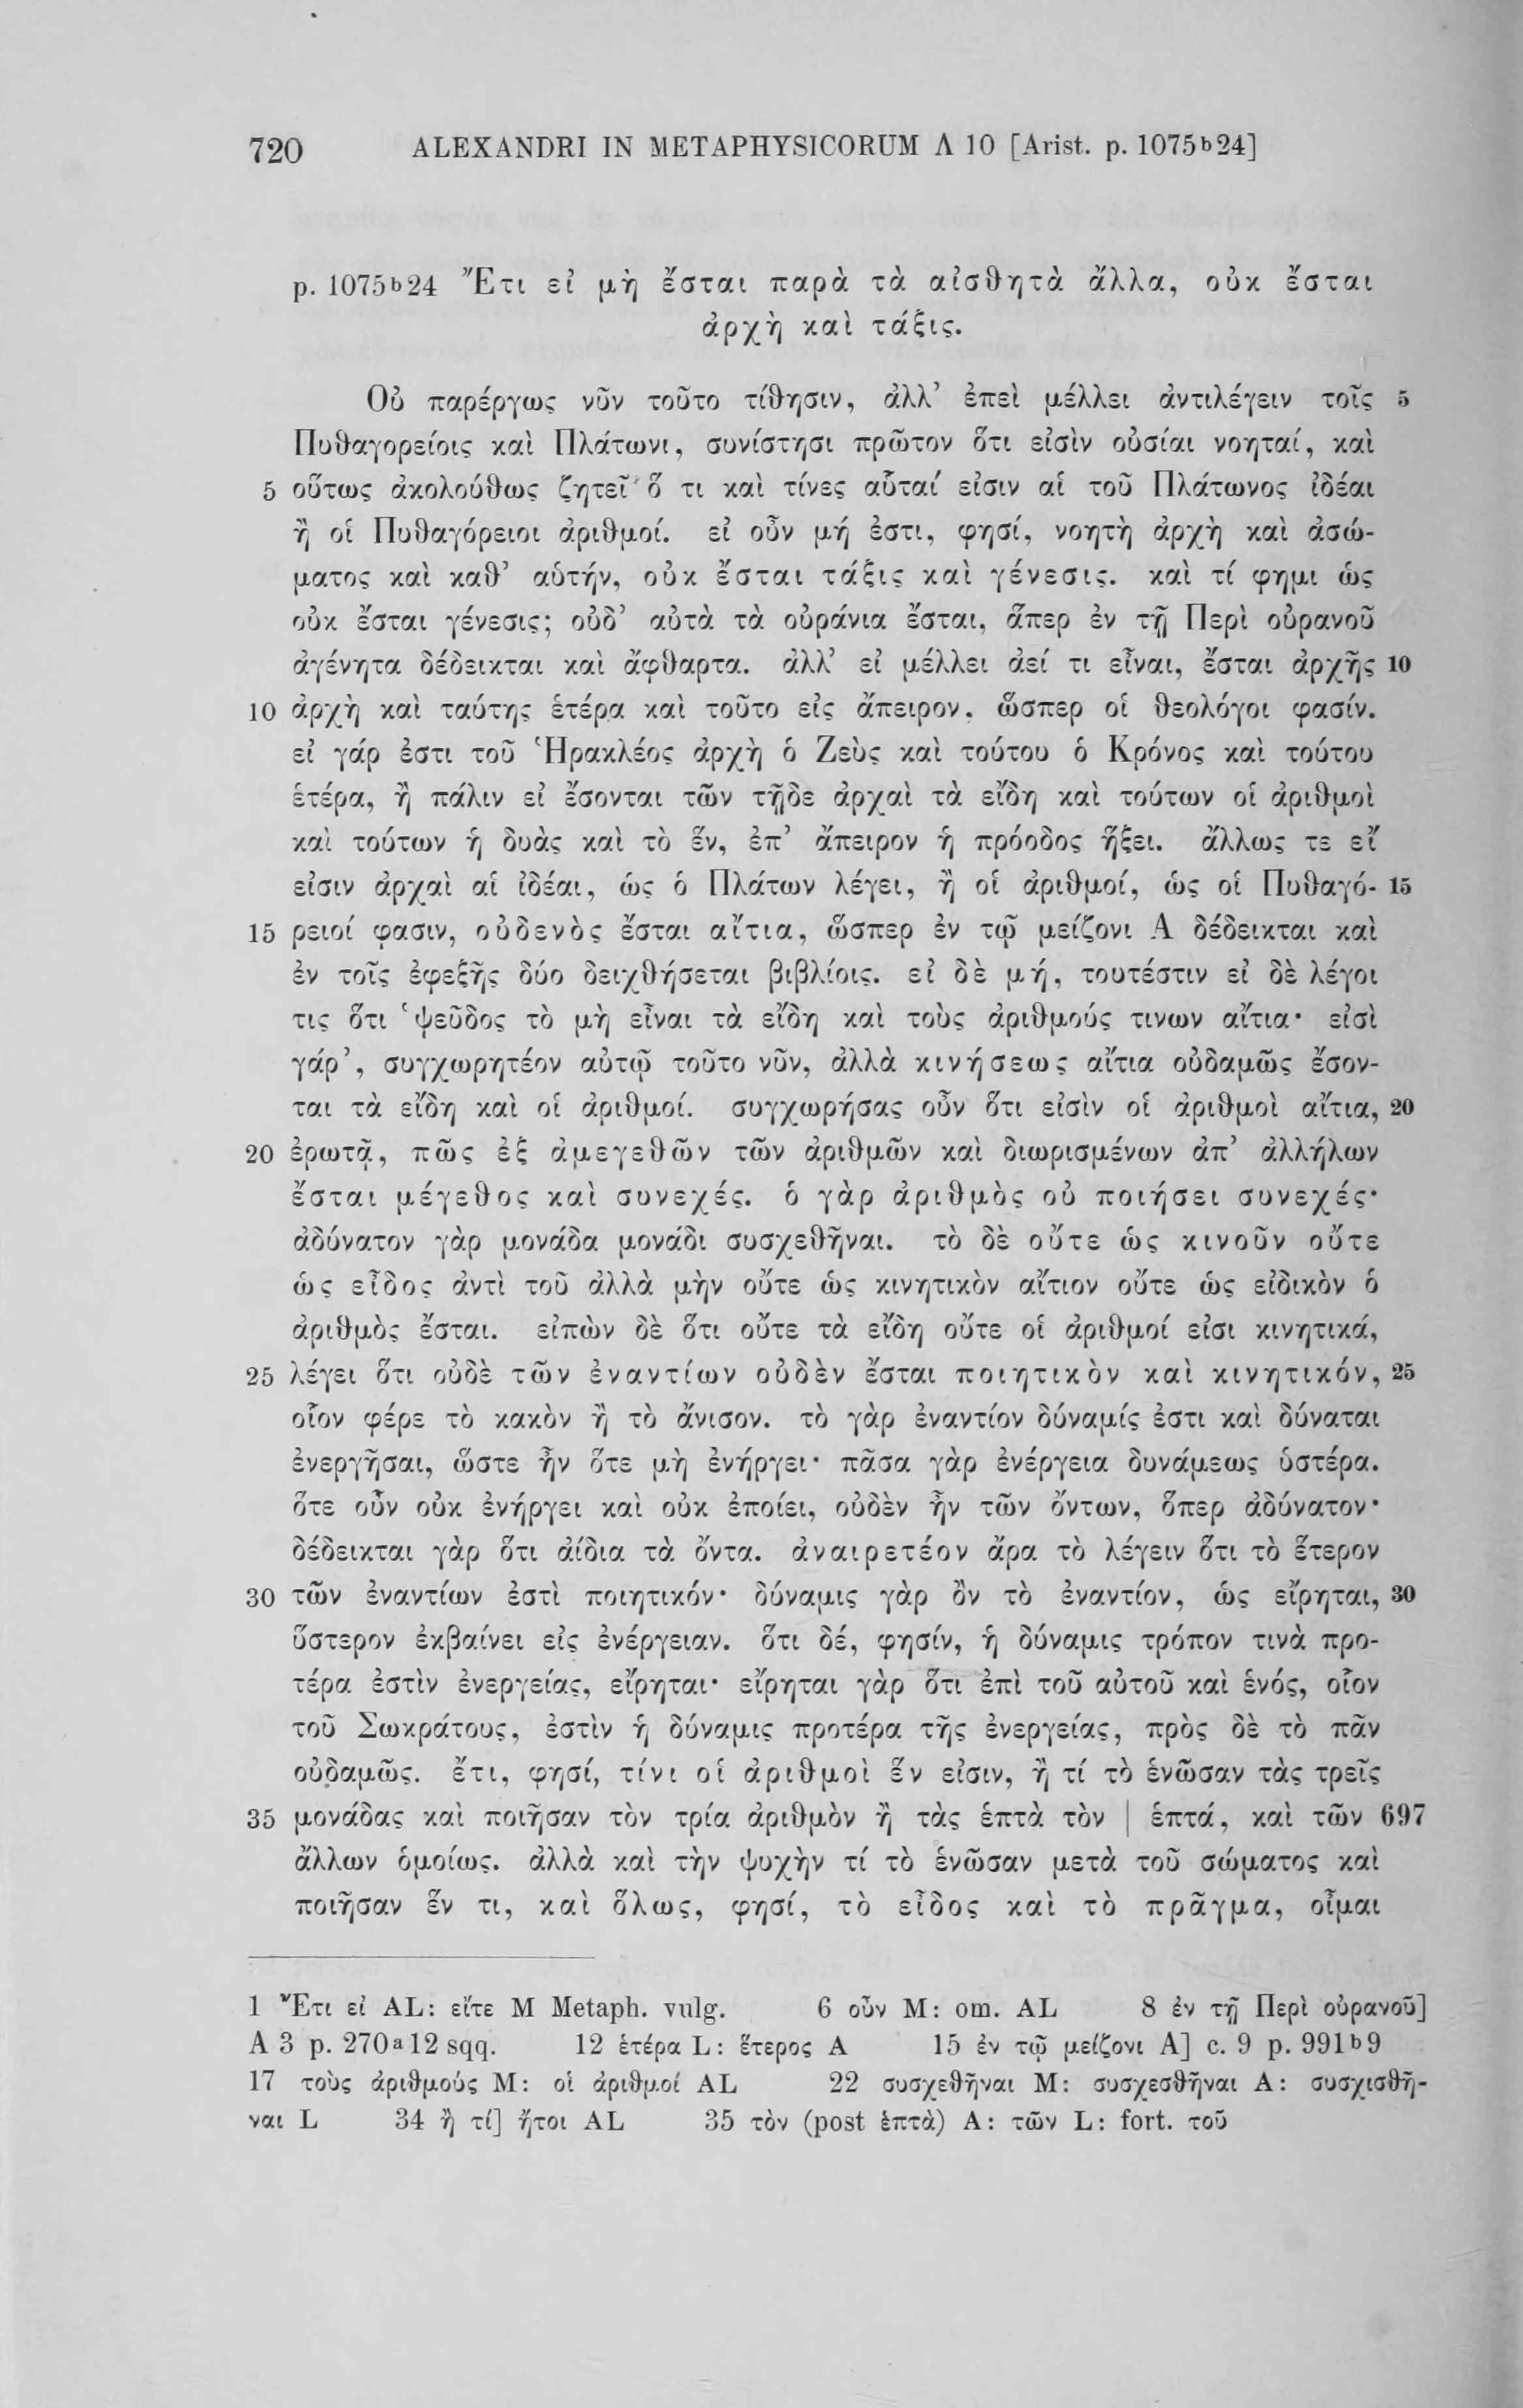 720 ALEXANDRI IN METAPHYSICORUM Λ 10 [Arist. p. 1075b24]
p. 1075b24 Ἔτι εἰ μὴ ἔσται παρὰ τὰ αἰσθητὰ ἄλλα, οὐκ ἔσται
ἀρχὴ καὶ τάξις.
Οὐ παρέργως νῦν τοῦτο τίθησιν, ἀλλ’ ἐπεὶ μέλλει ἀντιλέγειν τοῖς 5
Πυθαγορείοις καὶ Πλάτωνι, συνίστησι πρῶτον ὅτι εἰσὶν οὐσίαι νοηταί, καὶ
5 οὕτως ἀκολούθως ζητεῖ ὅ τι καὶ τίνες αὗταί εἰσιν αἱ τοῦ Πλάτωνος ἰδέαι
ἢ οἱ Πυθαγόρειοι ἀριθμοί. εἰ οὖν μή ἐστι, φησί, νοητὴ ἀρχὴ καὶ ἀσώ-
ματος καὶ καθ’ αὑτήν, οὐκ ἔσται τάξις καὶ γένεσις. καὶ τί φημι ὡς
οὐκ ἔσται γένεσις; οὐδ’ αὐτὰ τὰ οὐράνια ἔσται, ἅπερ ἐν τῇ Περὶ οὐρανοῦ
ἀγένητα δέδεικται καὶ ἄφθαρτα. ἀλλ’ εἰ μέλλει ἀεί τι εἶναι, ἔσται ἀρχῆς 10
10 ἀρχὴ καὶ ταύτης ἑτέρα καὶ τοῦτο εἰς ἄπειρον, ὥσπερ οἱ θεολόγοι φασίν.
εἰ γάρ ἐστι τοῦ Ἡρακλέος ἀρχὴ ὁ Ζεὺς καὶ τούτου ὁ Κρόνος καὶ τούτου
ἑτέρα, ἢ πάλιν εἰ ἔσονται τῶν τῇδε ἀρχαὶ τὰ εἴδη καὶ τούτων οἱ ἀριθμοὶ
καὶ τούτων ἡ δυὰς καὶ τὸ ἕν, ἐπ’ ἄπειρον ἡ πρόοδος ἥξει. ἄλλως τε εἴ
εἰσιν ἀρχαὶ αἱ ἰδέαι, ὡς ὁ Πλάτων λέγει, ἢ οἱ ἀριθμοί, ὡς οἱ Πυθαγό- 15
15 ρειοί φασιν, οὐδενὸς ἔσται αἴτια, ὥσπερ ἐν τῷ μείζονι Α δέδεικται καὶ
ἐν τοῖς ἐφεξῆς δύο δειχθήσεται βιβλίοις. εἰ δὲ μή, τουτέστιν εἰ δὲ λέγοι
τις ὅτι ‘ψεῦδος τὸ μὴ εἶναι τὰ εἴδη καὶ τοὺς ἀριθμούς τινων αἴτια· εἰσὶ
γάρ’, συγχωρητέον αὐτῷ τοῦτο νῦν, ἀλλὰ κινήσεως αἴτια οὐδαμῶς ἔσον-
ται τὰ εἴδη καὶ οἱ ἀριθμοί. συγχωρήσας οὖν ὅτι εἰσὶν οἱ ἀριθμοὶ αἴτια, 20
20 ἐρωτᾷ, πῶς ἐξ ἀμεγεθῶν τῶν ἀριθμῶν καὶ διωρισμένων ἀπ’ ἀλλήλων
ἔσται μέγεθος καὶ συνεχές. ὁ γὰρ ἀριθμὸς οὐ ποιήσει συνεχές·
ἀδύνατον γὰρ μονάδα μονάδι συσχεθῆναι. τὸ δὲ οὔτε ὡς κινοῦν οὔτε
ὡς εἶδος ἀντὶ τοῦ ἀλλὰ μὴν οὔτε ὡς κινητικὸν αἴτιον οὔτε ὡς εἰδικὸν ὁ
ἀριθμὸς ἔσται. εἰπὼν δὲ ὅτι οὔτε τὰ εἴδη οὔτε οἱ ἀριθμοί εἰσι κινητικά,
25 λέγει ὅτι οὐδὲ τῶν ἐναντίων οὐδὲν ἔσται ποιητικὸν καὶ κινητικόν, 25
οἷον φέρε τὸ κακὸν ἢ τὸ ἄνισον. τὸ γὰρ ἐναντίον δύναμίς ἐστι καὶ δύναται
ἐνεργῆσαι, ὥστε ἦν ὅτε μὴ ἐνήργει· πᾶσα γὰρ ἐνέργεια δυνάμεως ὑστέρα.
ὅτε οὖν οὐκ ἐνήργει καὶ οὐκ ἐποίει, οὐδὲν ἦν τῶν ὄντων, ὅπερ ἀδύνατον·
δέδεικται γὰρ ὅτι ἀίδια τὰ ὄντα. ἀναιρετέον ἄρα τὸ λέγειν ὅτι τὸ ἕτερον
30 τῶν ἐναντίων ἐστὶ ποιητικόν· δύναμις γὰρ ὂν τὸ ἐναντίον, ὡς εἴρηται, 30
ὕστερον ἐκβαίνει εἰς ἐνέργειαν. ὅτι δέ, φησίν, ἡ δύναμις τρόπον τινὰ προ-
τέρα ἐστὶν ἐνεργείας, εἴρηται· εἴρηται γὰρ ὅτι ἐπὶ τοῦ αὐτοῦ καὶ ἑνός, οἷον
τοῦ Σωκράτους, ἐστὶν ἡ δύναμις προτέρα τῆς ἐνεργείας, πρὸς δὲ τὸ πᾶν
οὐδαμῶς. ἔτι, φησί, τίνι οἱ ἀριθμοὶ ἕν εἰσιν, ἢ τί τὸ ἑνῶσαν τὰς τρεῖς
35 μονάδας καὶ ποιῆσαν τὸν τρία ἀριθμὸν ἢ τὰς ἑπτὰ τὸν | ἑπτά, καὶ τῶν 697
ἄλλων ὁμοίως. ἀλλὰ καὶ τὴν ψυχὴν τί τὸ ἑνῶσαν μετὰ τοῦ σώματος καὶ
ποιῆσαν ἕν τι, καὶ ὅλως, φησί, τὸ εἶδος καὶ τὸ πρᾶγμα, οἶμαι
1 Ἔτι εἰ AL: εἴτε M Metaph. vulg. 6 οὖν M: om. AL 8 ἐν τῇ Περὶ οὐρανοῦ]
A 3 p. 270a12 sqq. 12 ἑτέρα L: ἕτερος A 15 ἐν τῷ μείζονι A] c. 9 p. 991b9
17 τοὺς ἀριθμούς M: οἱ ἀριθμοί AL 22 συσχεθῆναι M: συσχεσθῆναι A: συσχισθῆ-
ναι L 34 ἢ τί] ἤτοι AL 35 τὸν (post ἑπτὰ) A: τῶν L: fort. τοῦ